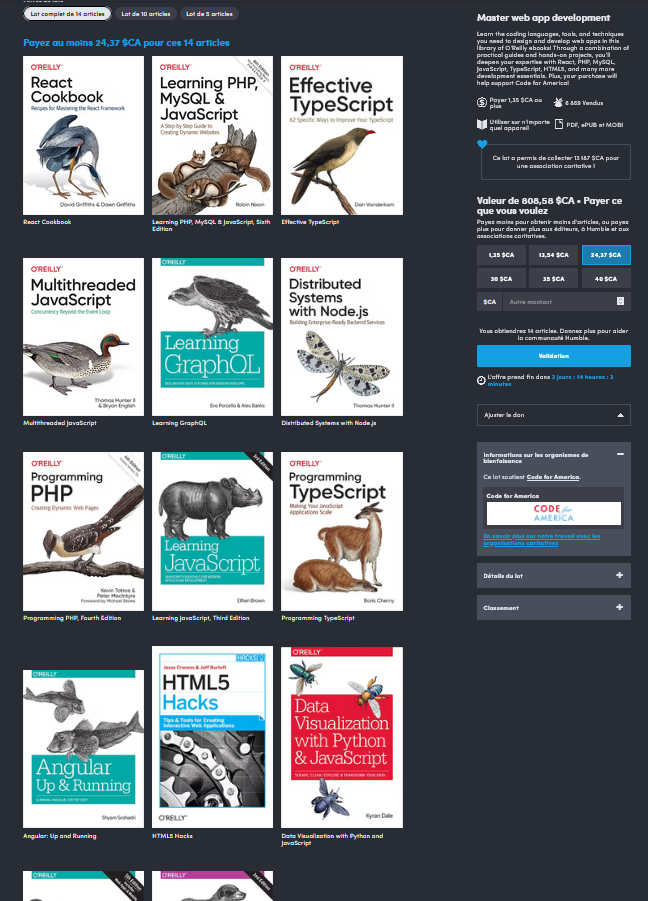 Lot complet de 14 articles
Lot de 10 articles
Lot de 5 articles
Payez au moins 24,37 $CA pour ces 14 articles
O'REILLY
React
Cookbook
Recipes for Mastering the React Framework
David Griffiths & Dawn Griffiths
React Cookbook
O'REILLY
Learning PHP,
MySQL &
JavaScript
A Step-by-Step Guide to
Creating Dynamic Websites
Robin Nixon
Learning PHP, MySQL & JavaScript, Sixth
Edition
O'REILLY
Effective
TypeScript
62 Specific Ways to Improve Your TypeScript
Dan Vanderkam
Effective TypeScript
O'REILLY
Multithreaded
JavaScript
Concurrency Beyond the Event Loop
Thomas Hunter II
& Bryan English
Multithreaded JavaScript
O'REILLY
Learning
GraphQL
Eve Porcello & Alex Banks
Learning GraphQL
O'REILLY
Distributed
Systems
with Node.js
Building Enterprise Ready Backend Services
Thomas Hunter II
Distributed Systems with Node.js
O'REILLY
Programming
PHP
Creating Dynamic Web Pages
Kevin Tatroe &
Peter MacIntyre
Foreword by Michael Stowe
Programming PHP, Fourth Edition
O'REILLY
3rd Edition
Learning
JavaScript
Ethan Brown
Learning JavaScript, Third Edition
O'REILLY
Programming
TypeScript
Making Your JavaScript
Applications Scale
Boris Cherny
Programming TypeScript
O'REILLY
Angular
Up & Running
Shyam Seshadri
Angular: Up and Running
Jesse Cravens & Jeff Burtoft
HACKS
HTML5
Hacks
Tips & Tools for Creating
Interactive Web Applications
O'REILLY
HTML5 Hacks
O'REILLY
Data
Visualization
with Python
& JavaScript
SCRAPE, CLEAN, EXPLORE & TRANSFORM YOUR DATA
Kyran Dale
Data Visualization with Python and
JavaScript
O'REILLY
5th Edition
O'REILLY
2nd Edition
Master web app development
Learn the coding languages, tools, and techniques
you need to design and develop web apps in this
library of O'Reilly ebooks! Through a combination of
practical guides and hands-on projects, you'll
deepen your expertise with React, PHP, MySQL,
JavaScript, TypeScript, HTML5, and many more
development essentials. Plus, your purchase will
help support Code for America!
Payer 1,35 $CA ou
plus
6 869 Vendus
Utiliser sur n'importe
quel appareil
PDF, ePUB et MOBI
Ce lot a permis de collecter 13 187 $CA pour
une association caritative !
Valeur de 808,58 $CA • Payer ce
que vous voulez
Payez moins pour obtenir moins d'articles, ou payez
plus pour donner plus aux éditeurs, à Humble et aux
associations caritatives.
1,35 $CA
13,54 $CA
24,37 $CA
30 $CA
35 $CA
40 $CA
$CA
Autre montant
Vous obtiendrez 14 articles. Donnez plus pour aider
la communauté Humble.
Validation
L'offre prend fin dans 3 jours : 14 heures : 3
minutes
Ajuster le don
Informations sur les organismes de
bienfaisance
Ce lot soutient Code for America.
Code for America
CODE for
AMERICA
En savoir plus sur notre travail avec les
organisations caritatives
Détails du lot
Classement